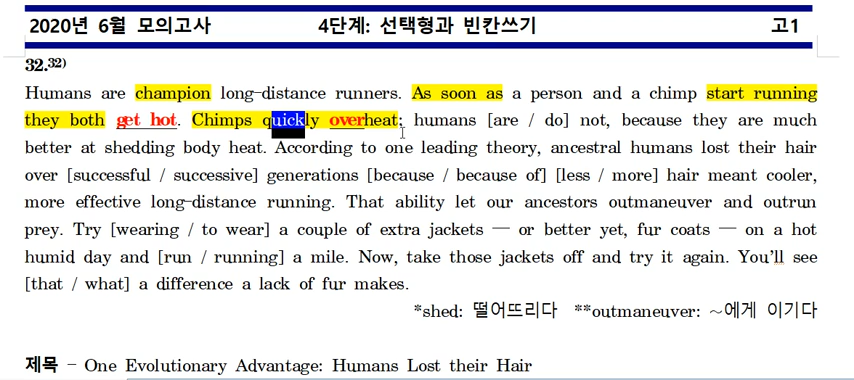 2020년 6월 모의고사 4단계: 선택형과 빈칸쓰기 고1
32.32)
Humans are champion long-distance runners. As soon as a person and a chimp start running
they both get hot. Chimps quickly overheat; humans [are / do] not, because they are much
better at shedding body heat. According to one leading theory, ancestral humans lost their hair
over [successful / successive] generations [because / because of] [less / more] hair meant cooler,
more effective long-distance running. That ability let our ancestors outmaneuver and outrun
prey. Try [wearing / to wear] a couple of extra jackets — or better yet, fur coats — on a hot
humid day and [run / running] a mile. Now, take those jackets off and try it again. You'll see
[that / what] a difference a lack of fur makes.
*shed: 떨어뜨리다 **outmaneuver: ~에게 이기다
제목 - One Evolutionary Advantage: Humans Lost their Hair